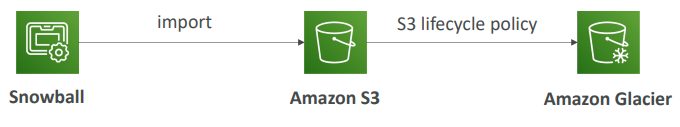 import
S3 lifecycle policy
Snowball
Amazon S3
Amazon Glacier